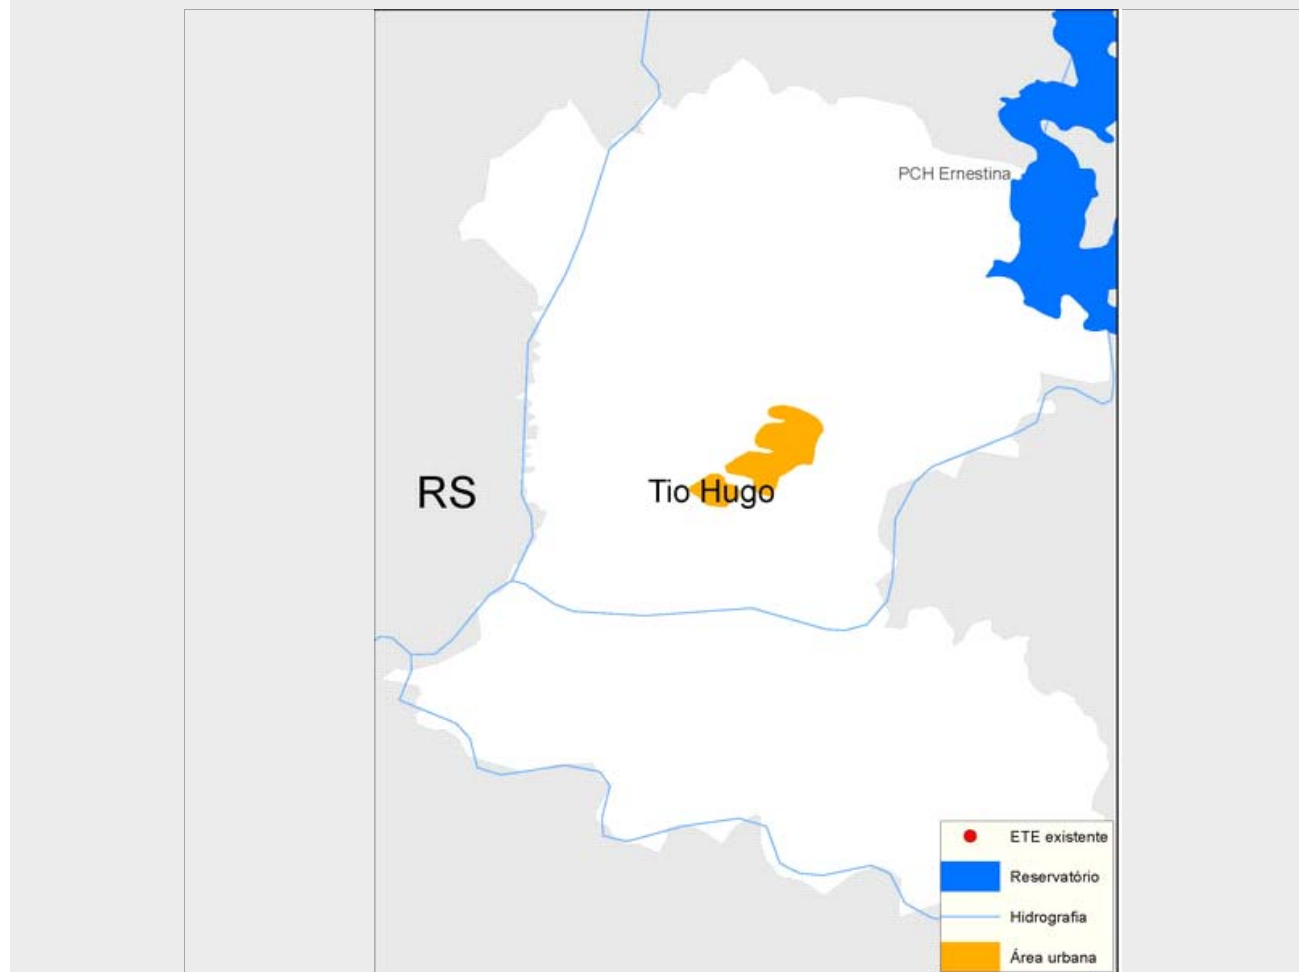 PCH Ernestina
RS
Tio Hugo
ETE existente
Reservatório
Hidrografia
Área urbana